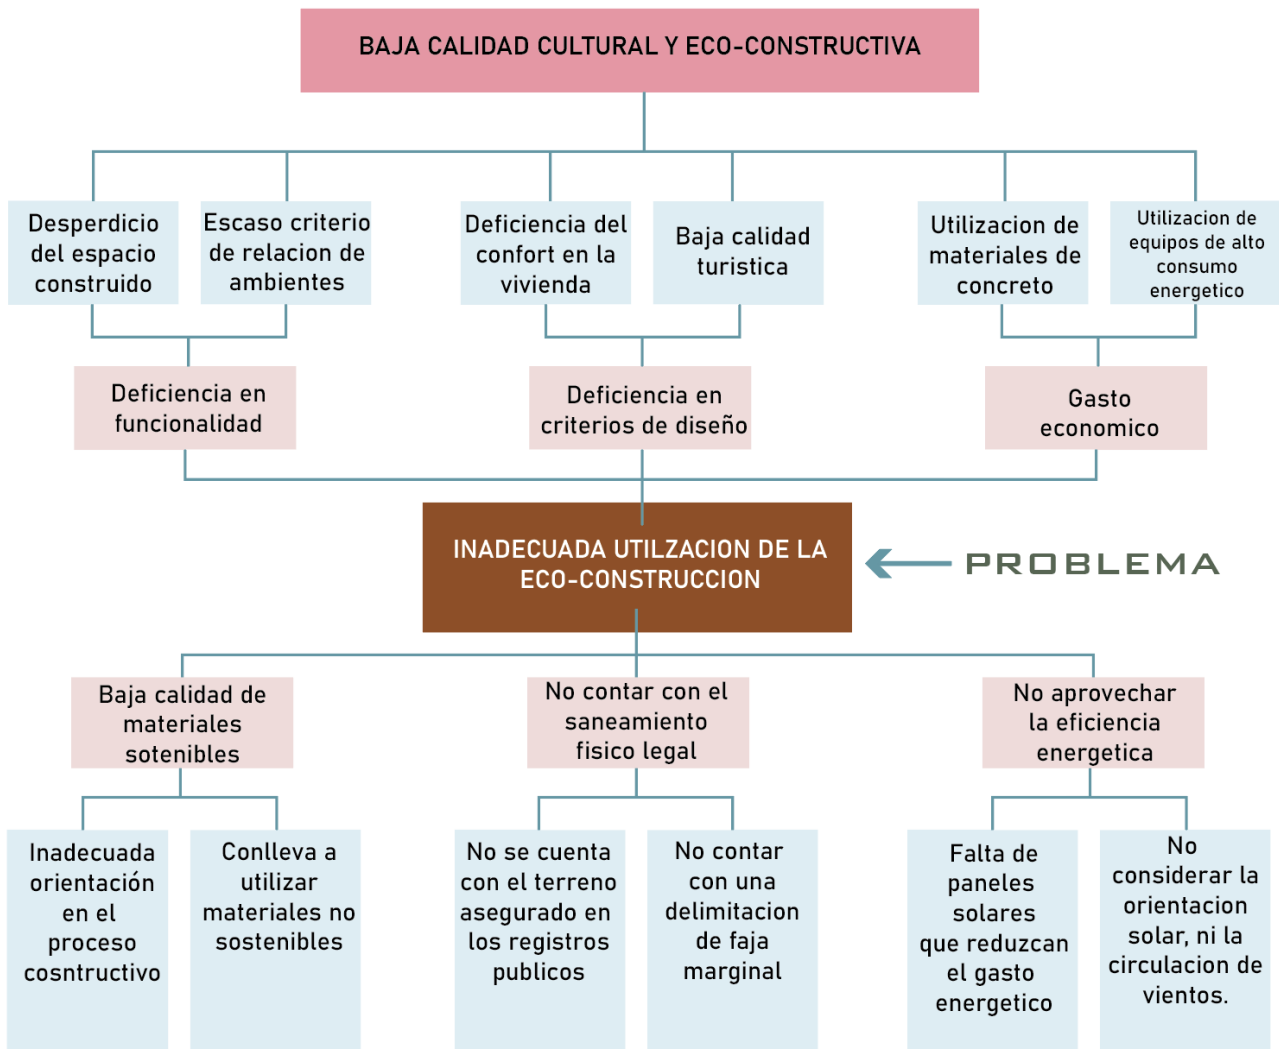 BAJA CALIDAD CULTURAL Y ECO-CONSTRUCTIVA
Desperdicio
del espacio
construido
Escaso criterio
de relacion de
ambientes
Deficiencia del
confort en la
vivienda
Baja calidad
turistica
Utilizacion de
materiales de
concreto
Utilizacion de
equipos de alto
consumo
energetico
Deficiencia en
funcionalidad
Deficiencia en
criterios de diseño
Gasto
economico
INADECUADA UTILZACION DE LA
ECO-CONSTRUCCION
PROBLEMA
Baja calidad de
materiales
sotenibles
No contar con el
saneamiento
fisico legal
No aprovechar
la eficiencia
energetica
Inadecuada
orientación
en el
proceso
cosntructivo
Conlleva a
utilizar
materiales no
sostenibles
No se cuenta
con el terreno
asegurado en
los registros
publicos
No contar
con una
delimitacion
de faja
marginal
Falta de
paneles
solares
que reduzcan
el gasto
energetico
No
considerar la
orientacion
solar, ni la
circulacion de
vientos.